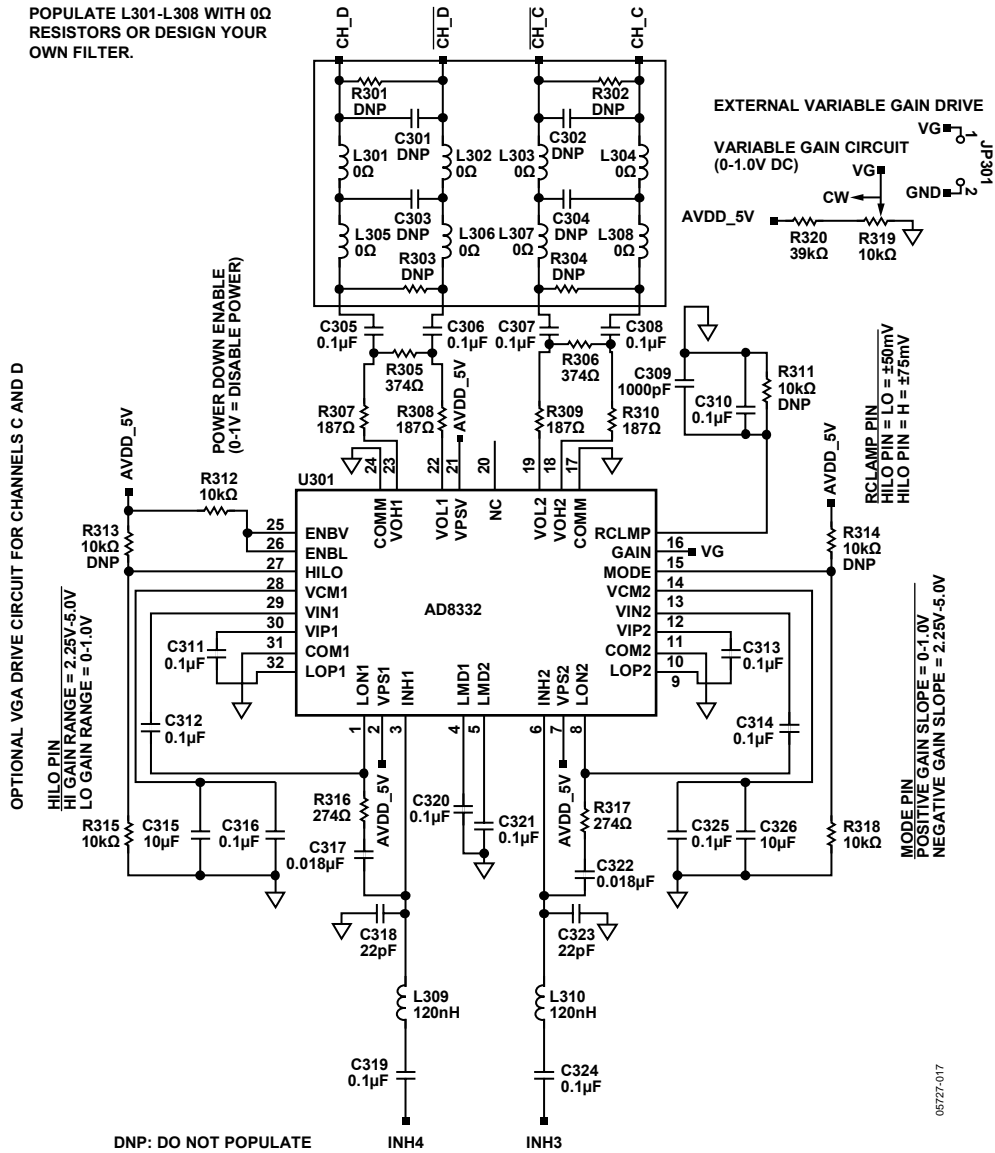 POPULATE L301-L308 WITH 0Ω
RESISTORS OR DESIGN YOUR
OWN FILTER.
CH_D
CH_D
CH_C
CH_C
R301
DNP
R302
DNP
C301
DNP
C302
DNP
L301
0Ω
L302
0Ω
L303
0Ω
L304
0Ω
C303
DNP
C304
DNP
L305
0Ω
L306
0Ω
L307
0Ω
L308
0Ω
R303
DNP
R304
DNP
EXTERNAL VARIABLE GAIN DRIVE
VG
1
JP301
GND
2
VARIABLE GAIN CIRCUIT
(0-1.0V DC)
VG
CW
AVDD_5V
R320
39kΩ
R319
10kΩ
C305
0.1µF
C306
0.1µF
C307
0.1µF
C308
0.1µF
R305
374Ω
R306
374Ω
R307
187Ω
R308
187Ω
AVDD_5V
R309
187Ω
R310
187Ω
C309
1000pF
C310
0.1µF
R311
10kΩ
DNP
RCLAMP PIN
HILO PIN = LO = ±50mV
HILO PIN = H = ±75mV
OPTIONAL VGA DRIVE CIRCUIT FOR CHANNELS C AND D
POWER DOWN ENABLE
(0-1V = DISABLE POWER)
AVDD_5V
R312
10kΩ
R313
10kΩ
DNP
AVDD_5V
R314
10kΩ
DNP
U301
24
23
22
21
20
19
18
17
COMM
VOH1
VOL1
VPSV
NC
VOL2
VOH2
COMM
25 ENBV
26 ENBL
27 HILO
28 VCM1
29 VIN1
30 VIP1
31 COM1
32 LOP1
AD8332
RCLMP 16
GAIN 15
VG
MODE 14
VCM2 13
VIN2 12
VIP2 11
COM2 10
LOP2 9
LON1
VPS1
INH1
LMD1
LMD2
INH2
VPS2
LON2
1
2
3
4
5
6
7
8
C311
0.1µF
C312
0.1µF
C313
0.1µF
C314
0.1µF
HILO PIN
HI GAIN RANGE = 2.25V-5.0V
LO GAIN RANGE = 0-1.0V
R315
10kΩ
C315
10µF
C316
0.1µF
R316
274Ω
C317
0.018µF
AVDD_5V
C320
0.1µF
C321
0.1µF
AVDD_5V
R317
274Ω
C322
0.018µF
C325
0.1µF
C326
10µF
R318
10kΩ
MODE PIN
POSITIVE GAIN SLOPE = 0-1.0V
NEGATIVE GAIN SLOPE = 2.25V-5.0V
C318
22pF
C323
22pF
L309
120nH
L310
120nH
C319
0.1µF
C324
0.1µF
INH4
INH3
DNP: DO NOT POPULATE
05727-017